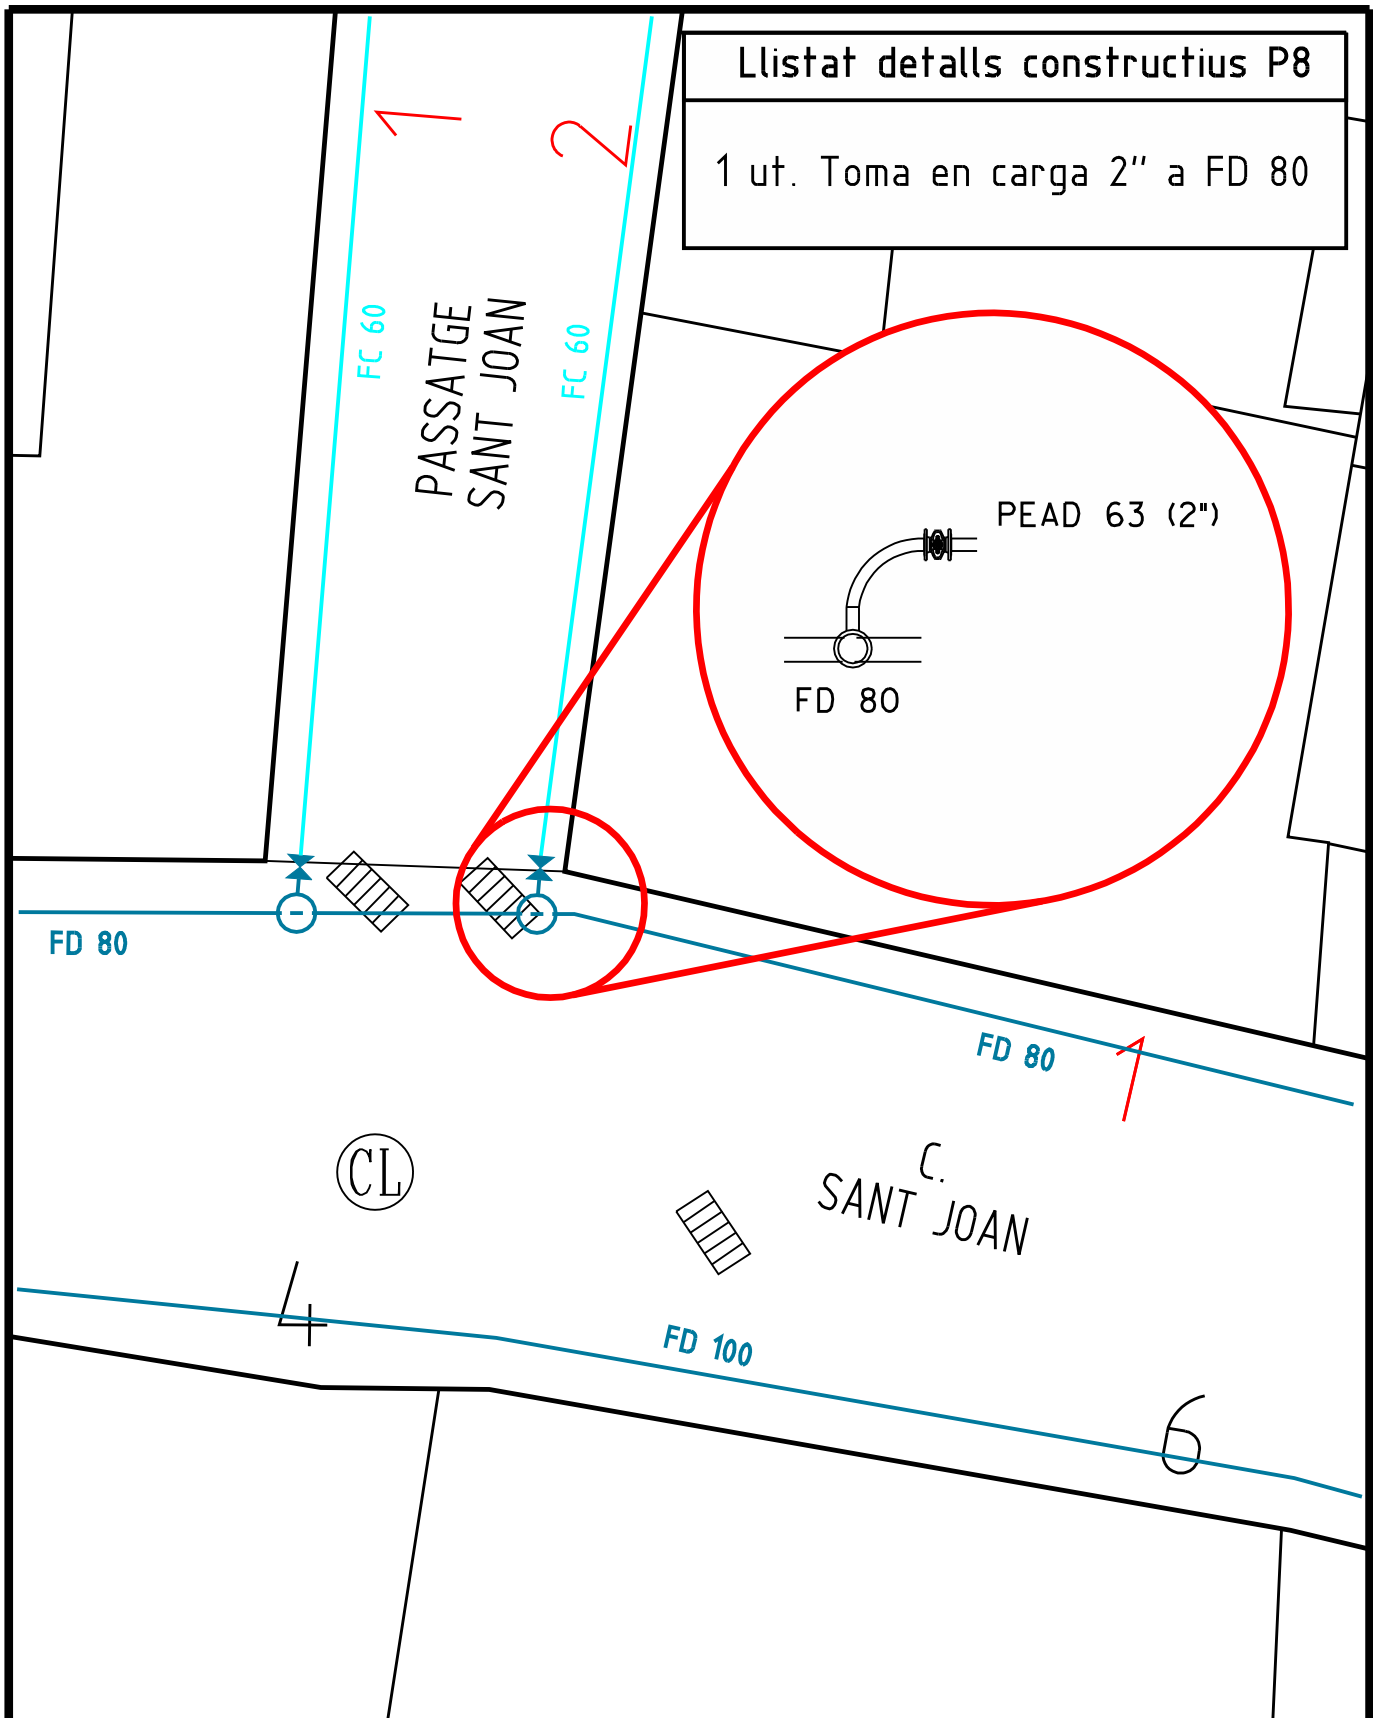 Llistat detalls constructius P8
1 ut. Toma en carga 2'' a FD 80
1
2
FC 60
PASSATGE
SANT JOAN
FC 60
PEAD 63 (2")
FD 80
FD 80
FD 80
1
CL
C.
SANT JOAN
4
FD 100
6